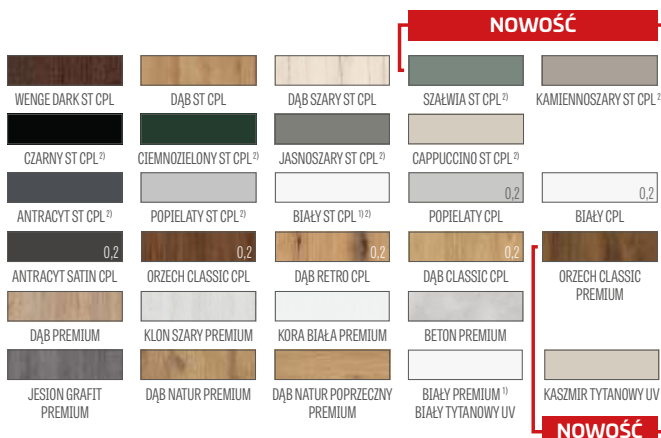 NOWOŚĆ
WENGE DARK ST CPL
DĄB ST CPL
DĄB SZARY ST CPL
SZAŁWIA ST CPL 2)
KAMIENNOSZARY ST CPL 2
CZARNY ST CPL 2)
CIEMNOZIELONY ST CPL 2)
JASNOSZARY ST CPL 2)
CAPPUCCINO ST CPL 2)
0,2
0,2
ANTRACYT ST CPL 2)
POPIELATY ST CPL 2)
BIAŁY ST CPL 1) 2)
POPIELATY CPL
BIAŁY CPL
0,2
0,2
0,2
0,2
ANTRACYT SATIN CPL
ORZECH CLASSIC CPL
DĄB RETRO CPL
DĄB CLASSIC CPL
ORZECH CLASSIC
PREMIUM
DĄB PREMIUM
KLON SZARY PREMIUM
KORA BIAŁA PREMIUM
BETON PREMIUM
JESION GRAFIT
PREMIUM
DĄB NATUR PREMIUM
DĄB NATUR POPRZECZNY
PREMIUM
BIAŁY PREMIUM 1)
BIAŁY TYTANOWY UV
KASZMIR TYTANOWY UV
NOWOŚĆ